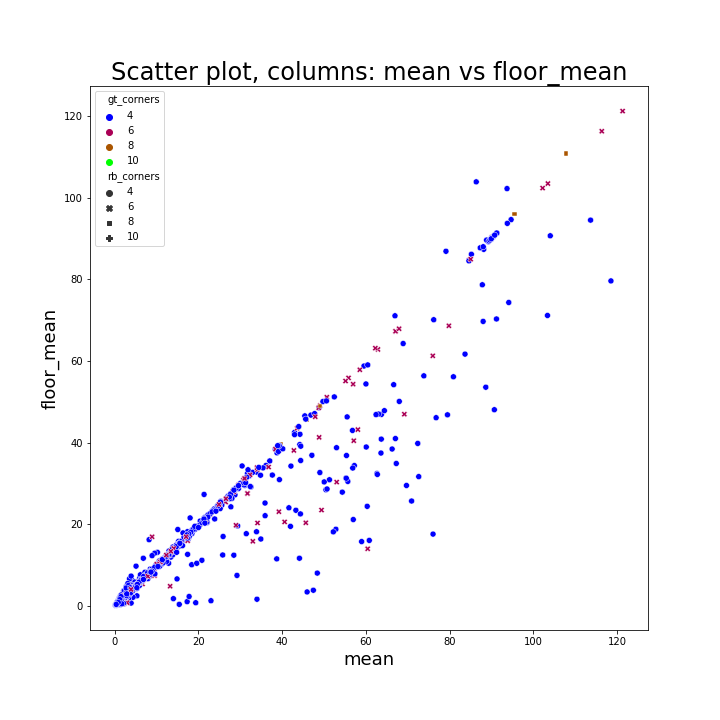 Scatter plot, columns: mean vs floor_mean
gt_corners
4
6
8
10
rb_corners
4
6
8
10
120
100
80
60
40
20
0
floor_mean
0 20 40 60 80 100 120
mean